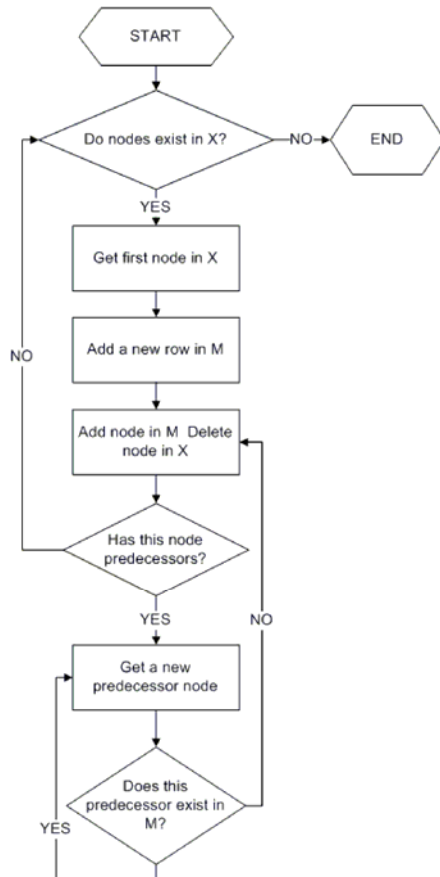 START
Do nodes exist in X?
NO
END
YES
Get first node in X
Add a new row in M
NO
Add node in M Delete
node in X
Has this node
predecessors?
YES
NO
Get a new
predecessor node
Does this
predecessor exist in
M?
YES